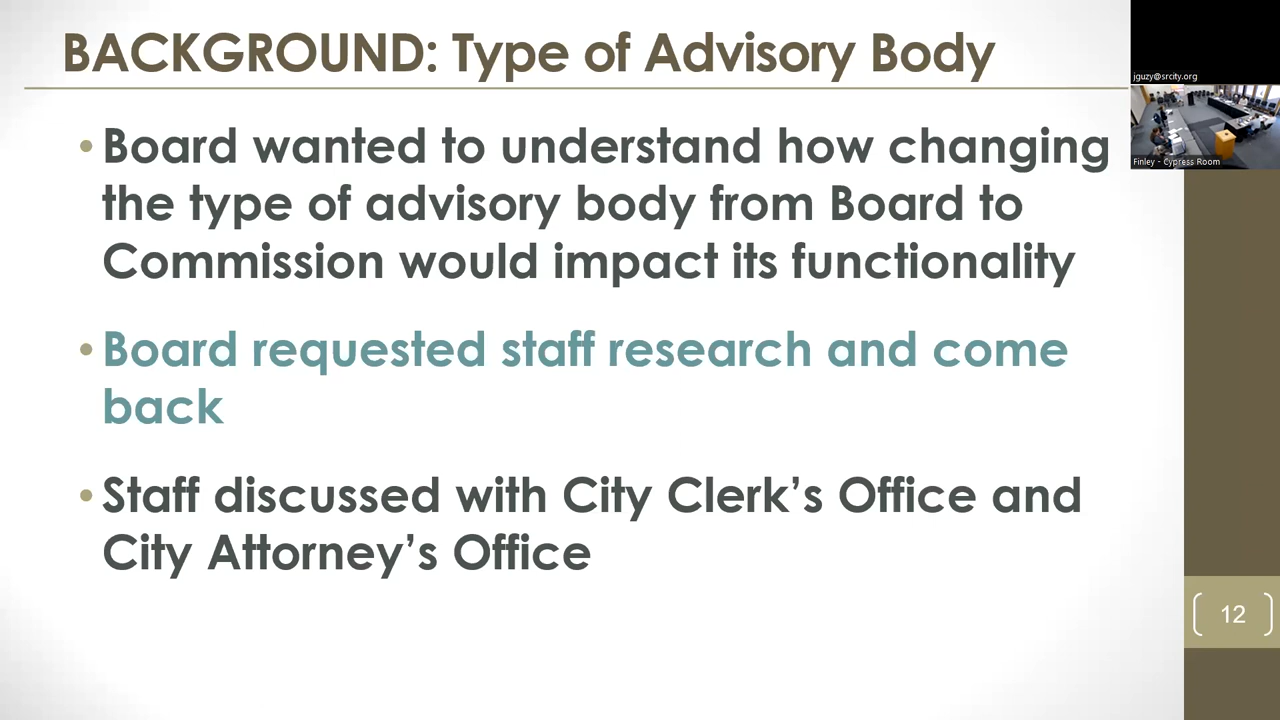 BACKGROUND: Type of Advisory Body
jguzy@srcity.org
Finley - Cypress Room
• Board wanted to understand how changing
the type of advisory body from Board to
Commission would impact its functionality
• Board requested staff research and come
back
• Staff discussed with City Clerk’s Office and
City Attorney’s Office
12